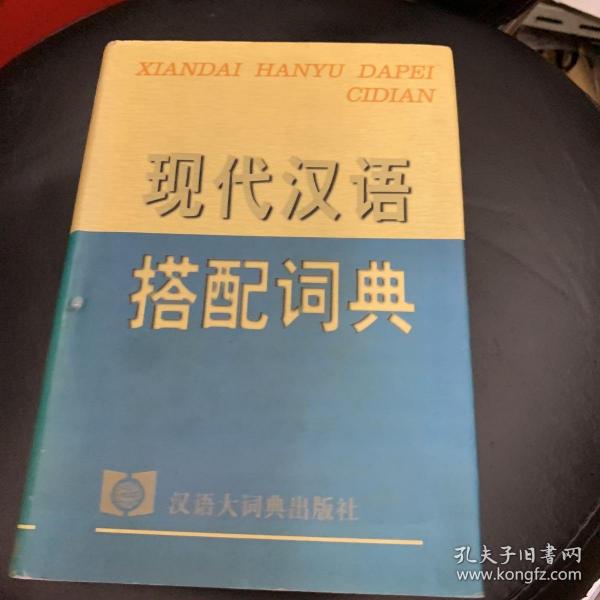 XIANDAI HANYU DAPEI
CIDIAN
现代汉语
搭配词典
汉语大词典出版社
孔夫子旧书网
www.kongfz.com